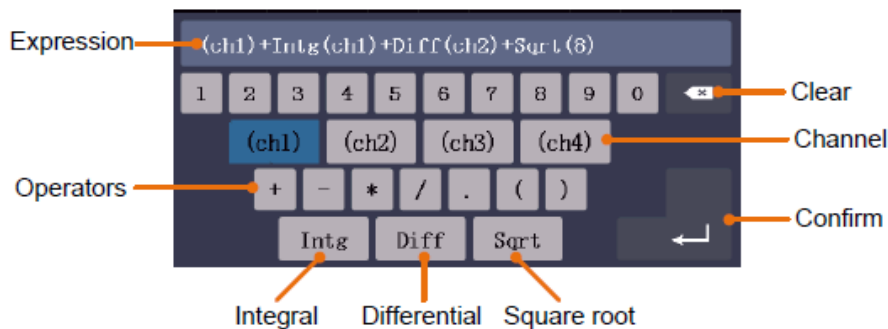 Expression
(ch1)+Intg(ch1)+Diff(ch2)+Sqrt(8)
1 2 3 4 5 6 7 8 9 0
Clear
(ch1) (ch2) (ch3) (ch4)
Channel
Operators
+ - * / . ( )
Confirm
Intg Diff Sqrt
Integral Differential Square root